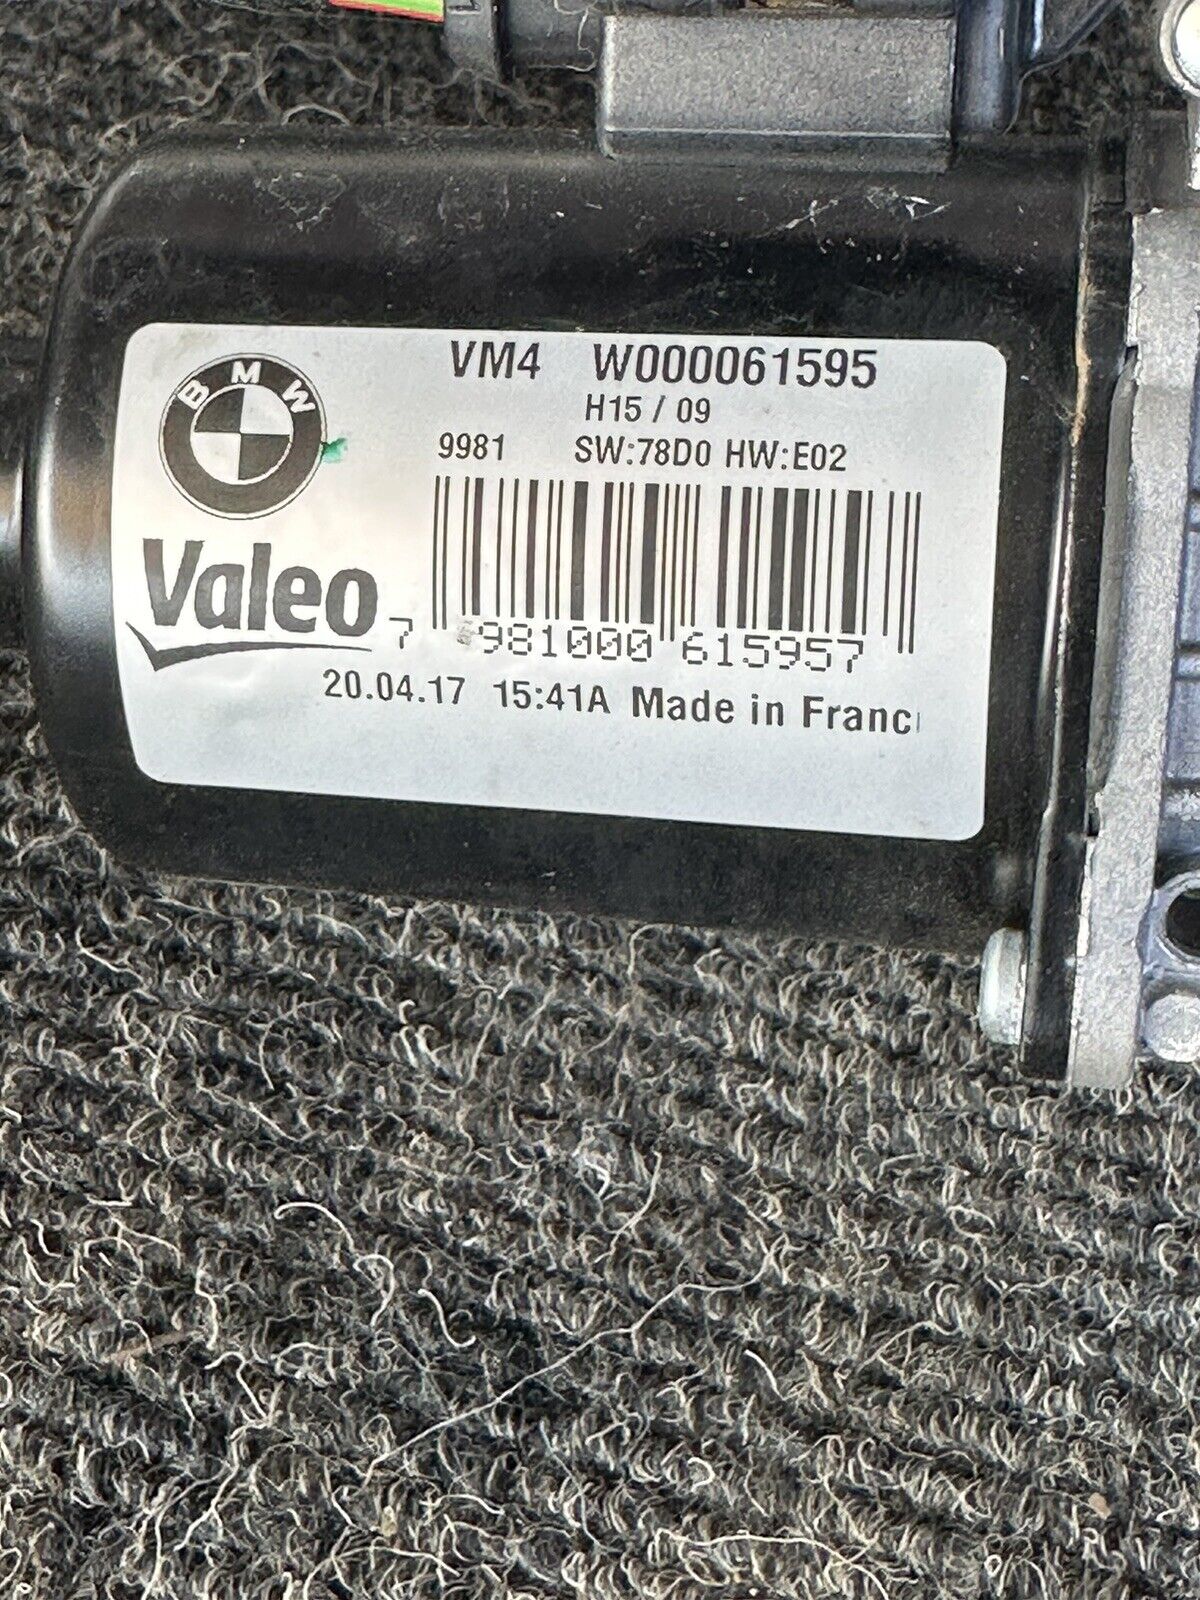 BMW
VM4 W000061595
H15 / 09
9981 SW:78D0 HW:E02
Valeo
7 981000 615957
20.04.17 15:41A Made in Franc